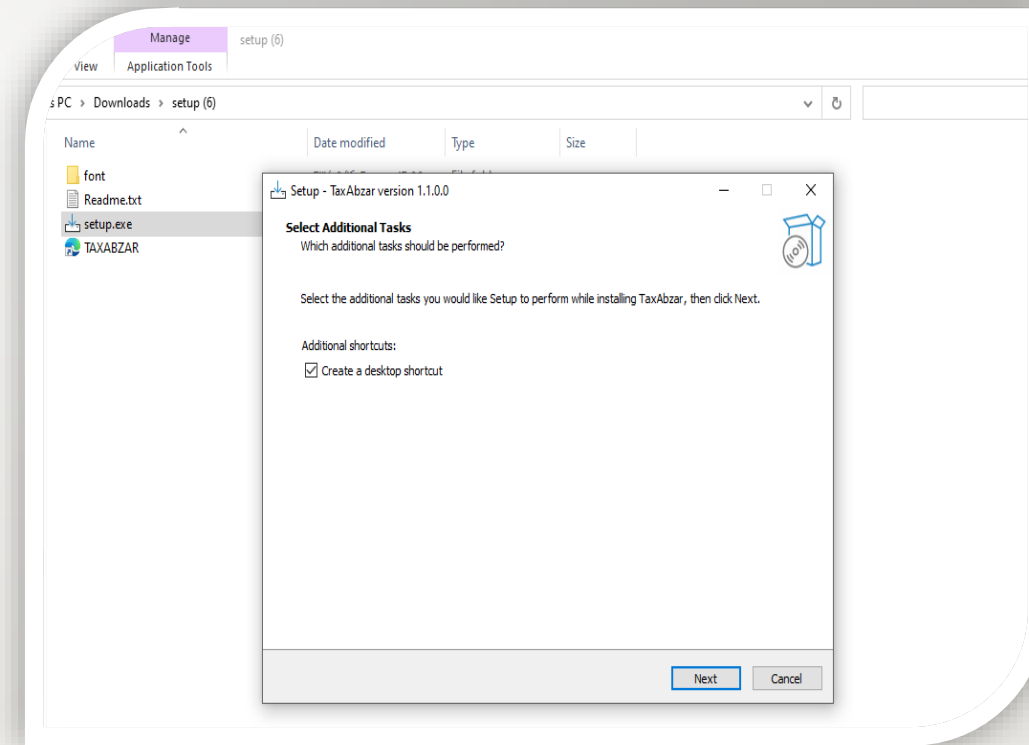 Manage
setup (6)
View
Application Tools
PC > Downloads > setup (6)
Name
Date modified
Type
Size
font
Readme.txt
setup.exe
TAXABZAR
Setup - TaxAbzar version 1.1.0.0
Select Additional Tasks
Which additional tasks should be performed?
Select the additional tasks you would like Setup to perform while installing TaxAbzar, then click Next.
Additional shortcuts:
Create a desktop shortcut
Next
Cancel